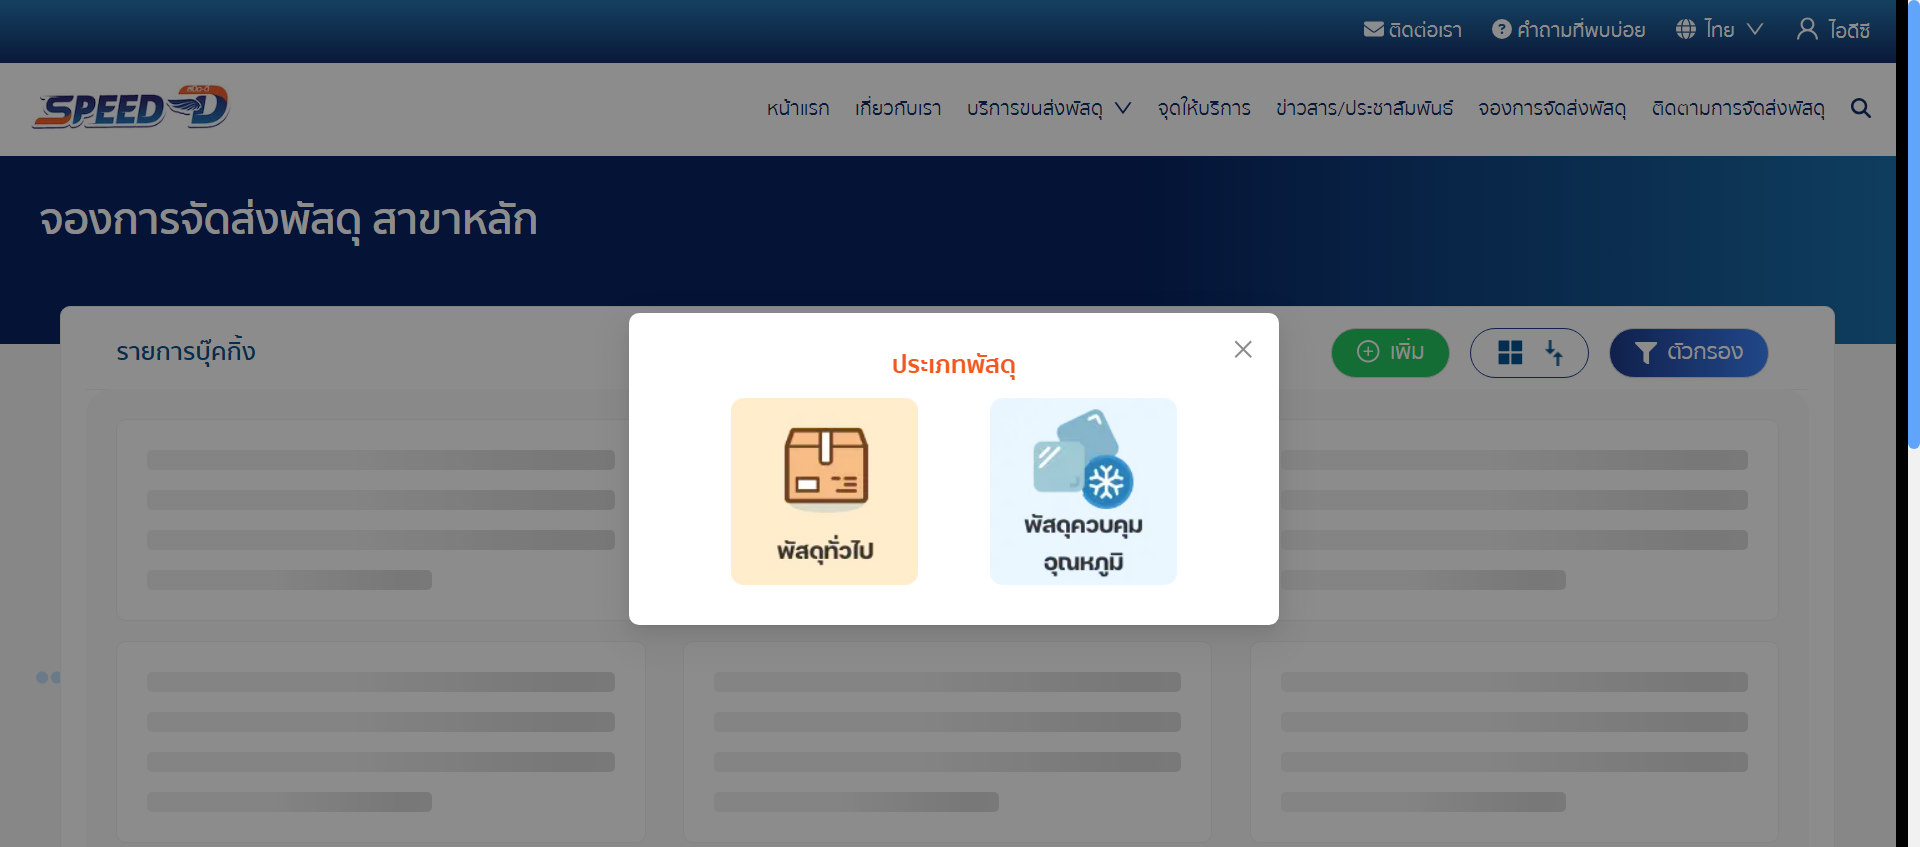 ติดต่อเรา คำถามที่พบบ่อย ไทย ไอดีซี
SPEED-D สปีด-ดี
หน้าแรก เกี่ยวกับเรา บริการขนส่งพัสดุ จุดให้บริการ ข่าวสาร/ประชาสัมพันธ์ จองการจัดส่งพัสดุ ติดตามการจัดส่งพัสดุ
จองการจัดส่งพัสดุ สาขาหลัก
รายการบุ๊คกิ้ง
เพิ่ม ตัวกรอง
ประเภทพัสดุ
พัสดุทั่วไป
พัสดุควบคุม
อุณหภูมิ